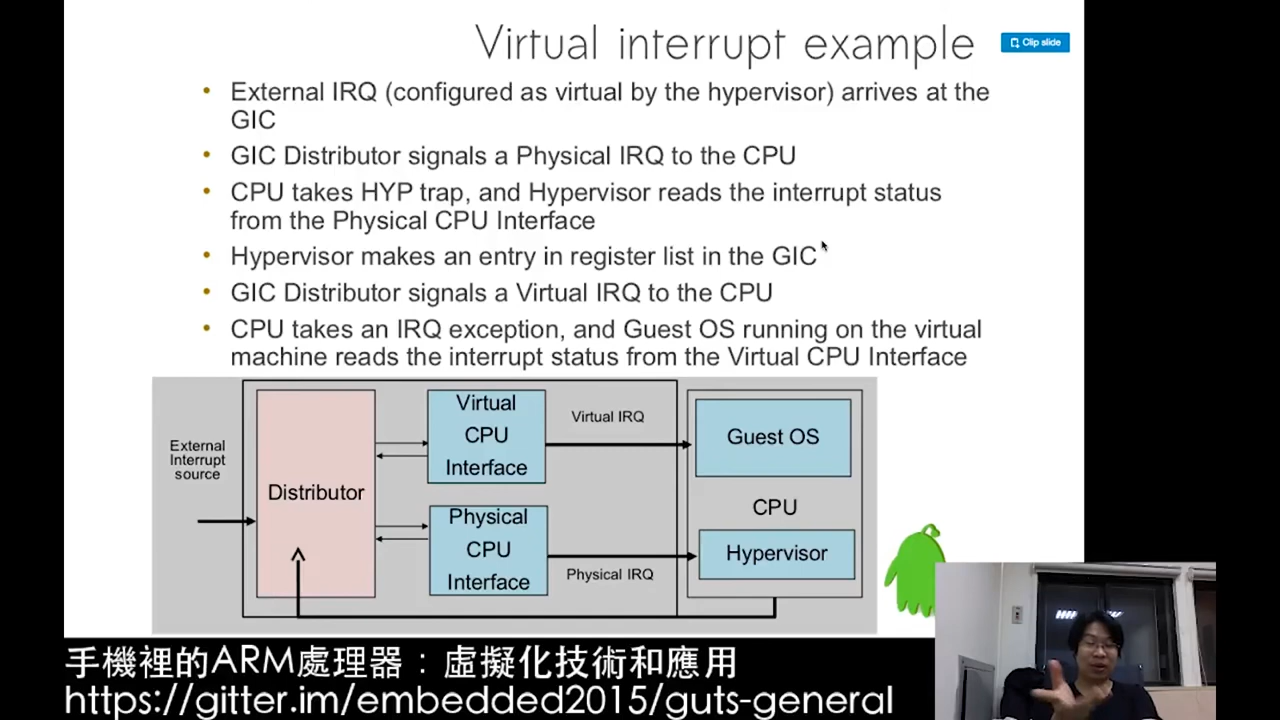 Virtual interrupt example
Clip slide
• External IRQ (configured as virtual by the hypervisor) arrives at the
GIC
• GIC Distributor signals a Physical IRQ to the CPU
• CPU takes HYP trap, and Hypervisor reads the interrupt status
from the Physical CPU Interface
• Hypervisor makes an entry in register list in the GIC
• GIC Distributor signals a Virtual IRQ to the CPU
• CPU takes an IRQ exception, and Guest OS running on the virtual
machine reads the interrupt status from the Virtual CPU Interface
External
Interrupt
source
Distributor
Virtual
CPU
Interface
Virtual IRQ
Guest OS
CPU
Physical
CPU
Interface
Physical IRQ
Hypervisor
手機裡的ARM處理器：虛擬化技術和應用
https://gitter.im/embedded2015/guts-general